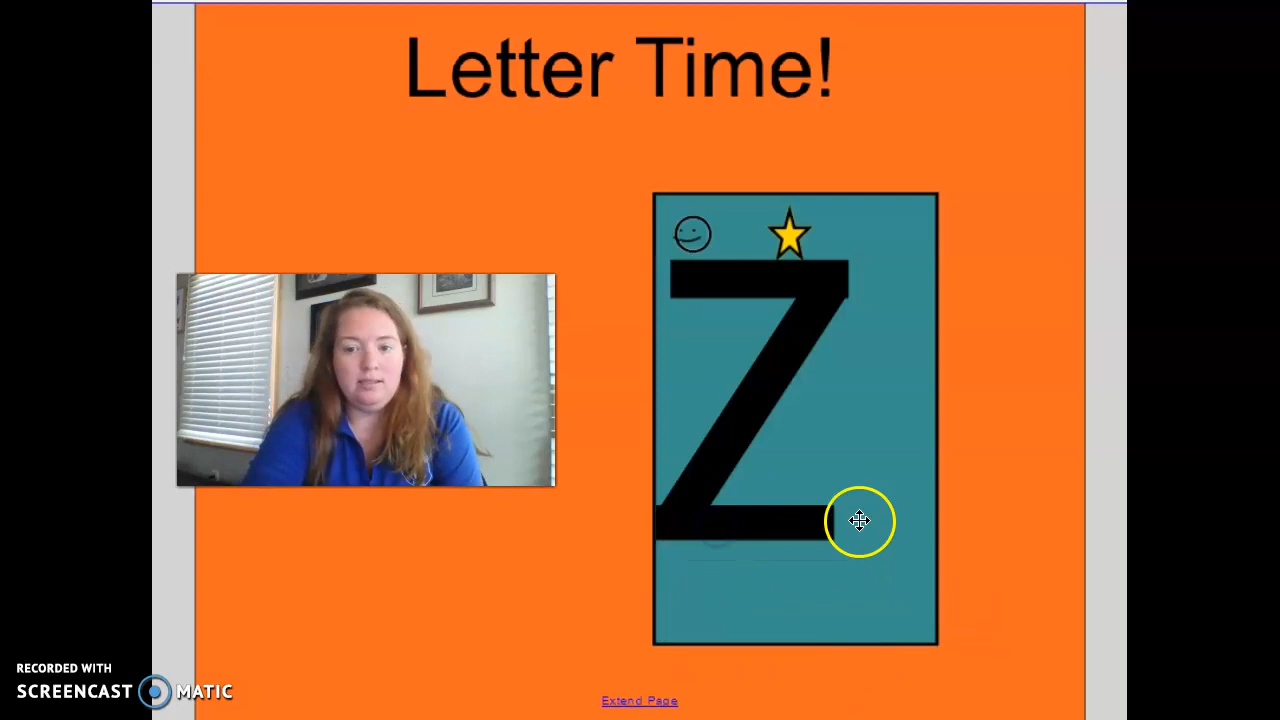 Letter Time!
Z
RECORDED WITH
SCREENCAST MATIC
Extend Page